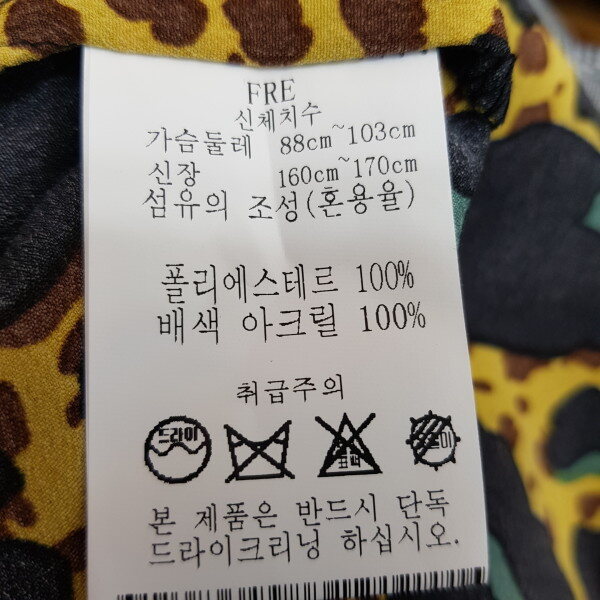 FRE
신체치수
가슴둘레 88cm~103cm
신장 160cm~170cm
섬유의 조성(혼용율)
폴리에스테르 100%
배색 아크릴 100%
취급주의
드라이
표백
본 제품은 반드시 단독
드라이크리닝 하십시오.